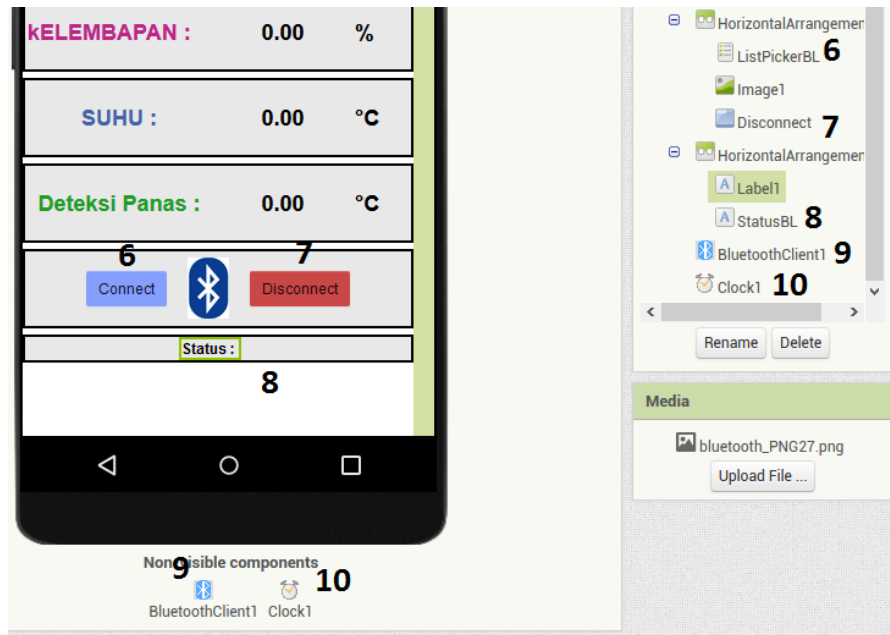 kELEMBAPAN : 0.00 %
SUHU : 0.00 °C
Deteksi Panas : 0.00 °C
6 7
Connect Disconnect
Status :
8
Non-visible components
9 10
BluetoothClient1 Clock1
HorizontalArrangemen
ListPickerBL 6
Image1
Disconnect 7
HorizontalArrangemen
Label1
StatusBL 8
BluetoothClient1 9
Clock1 10
Rename Delete
Media
bluetooth_PNG27.png
Upload File ...